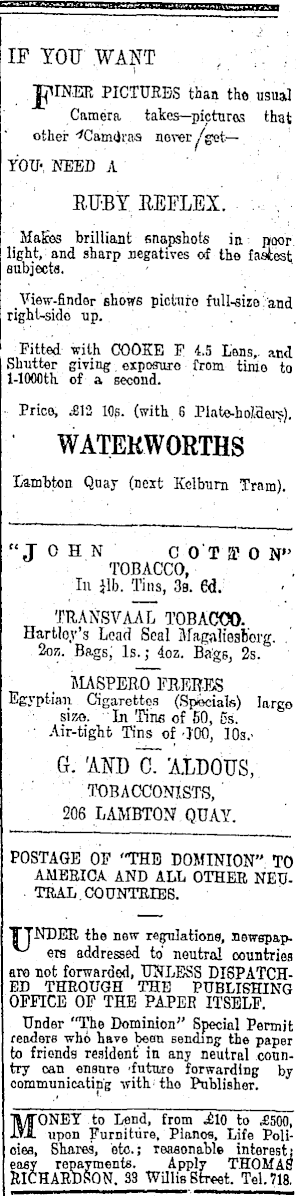 IF YOU WANT
FINER PICTURES than the usual
Camera takes—pictures that
other Cameras never get—
YOU NEED A
RUBY REFLEX.
Makes brilliant snapshots in poor
light, and sharp negatives of the fastest
subjects.
View-finder shows picture full-size and
right-side up.
Fitted with COOKE F 4.5 Lens, and
Shutter giving exposure from time to
1-1000th of a second.
Price, £12 10s. (with 6 Plate-holders).
WATERWORTHS
Lambton Quay (next Kelburn Tram).
"JOHN COTTON"
TOBACCO,
In ¼lb. Tins, 3s. 6d.
TRANSVAAL TOBACCO.
Hartley's Lead Seal Magaliesberg.
2oz. Bags, 1s.; 4oz. Bags, 2s.
MASPERO FRERES
Egyptian Cigarettes (Specials) large
size. In Tins of 50, 5s.
Air-tight Tins of 100, 10s.
G. AND C. ALDOUS,
TOBACCONISTS,
206 LAMBTON QUAY.
POSTAGE OF "THE DOMINION" TO
AMERICA AND ALL OTHER NEU-
TRAL COUNTRIES.
UNDER the new regulations, newspap-
ers addressed to neutral countries
are not forwarded, UNLESS DISPATCH-
ED THROUGH THE PUBLISHING
OFFICE OF THE PAPER ITSELF.
Under "The Dominion" Special Permit
readers who have been sending the paper
to friends resident in any neutral coun-
try can ensure future forwarding by
communicating with the Publisher.
MONEY to Lend, from £10 to £500,
upon Furniture, Pianos, Life Poli-
cies, Shares, etc.; reasonable interest;
easy repayments. Apply THOMAS
RICHARDSON, 33 Willis Street. Tel. 718.